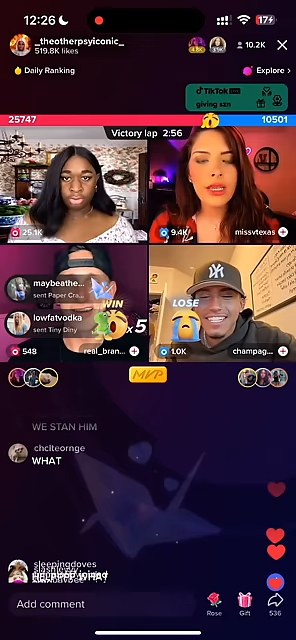 12:26
17
_theotherpsyiconic_
519.8K likes
10.2K
Daily Ranking
Explore
TikTok LIVE
giving szn
25747
10501
Victory lap 2:56
25.1K
9.4K
missvtexas
maybeathe...
sent Paper Cra...
WIN
x5
lowfatvodka
sent Tiny Diny
LOSE
NY
548
real_bran...
1.0K
champag...
MVP
WE STAN HIM
chclteornge
WHAT
sleepingdoves
Add comment
Rose
Gift
536